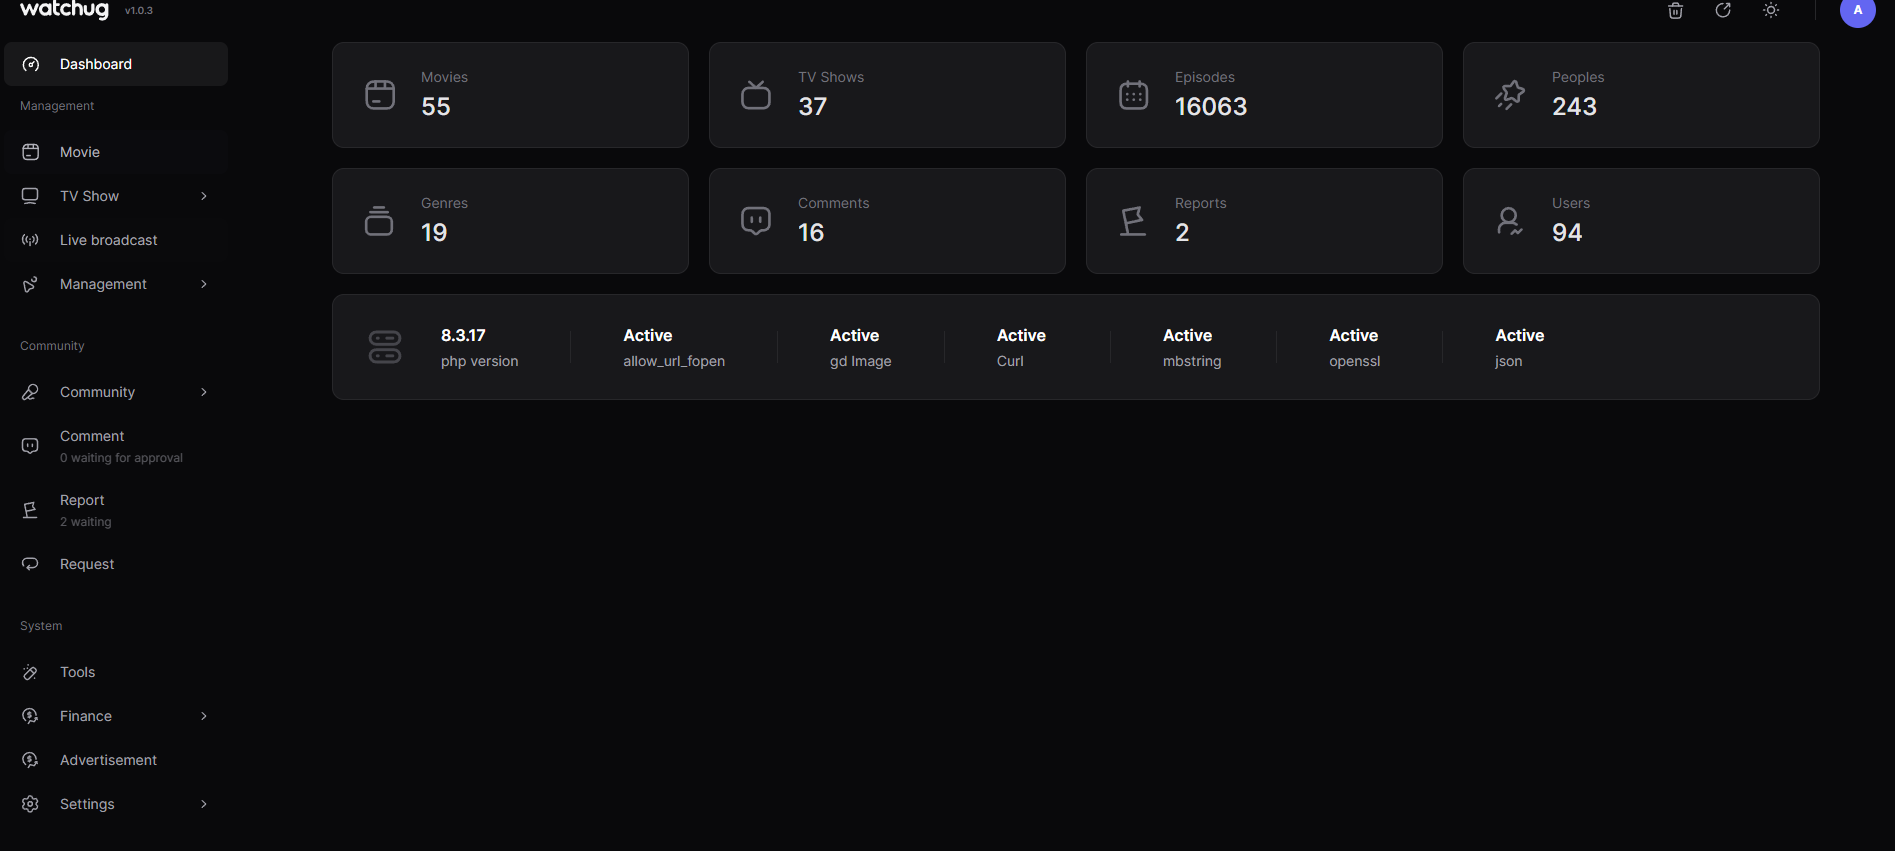 watchug v1.0.3
A
Dashboard
Management
Movie
TV Show
Live broadcast
Management
Community
Community
Comment
0 waiting for approval
Report
2 waiting
Request
System
Tools
Finance
Advertisement
Settings
Movies
55
TV Shows
37
Episodes
16063
Peoples
243
Genres
19
Comments
16
Reports
2
Users
94
8.3.17
php version
Active
allow_url_fopen
Active
gd Image
Active
Curl
Active
mbstring
Active
openssl
Active
json